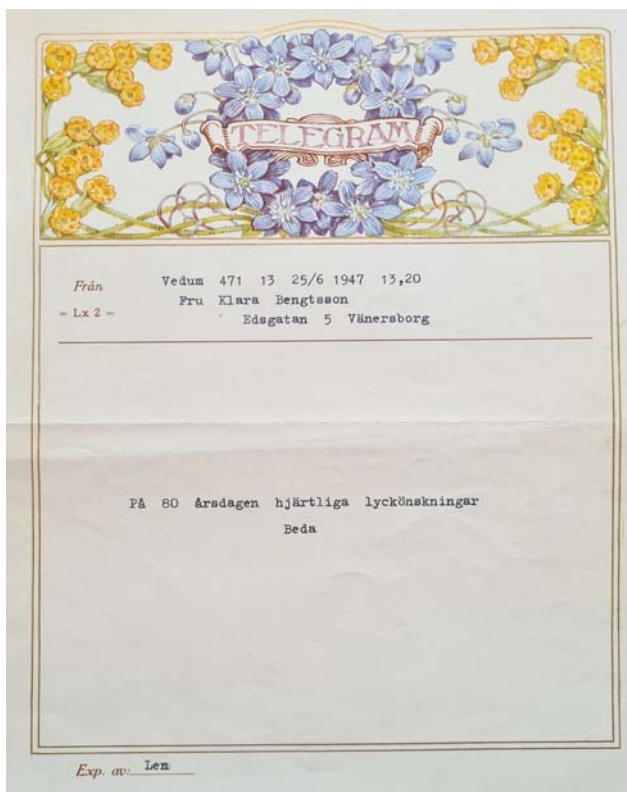 TELEGRAM
Från Vedum 471 13 25/6 1947 13,20
Fru Klara Bengtsson
= Lx 2 = Edsgatan 5 Vänersborg
På 80 årsdagen hjärtliga lyckönskningar
Beda
Exp. av: Len